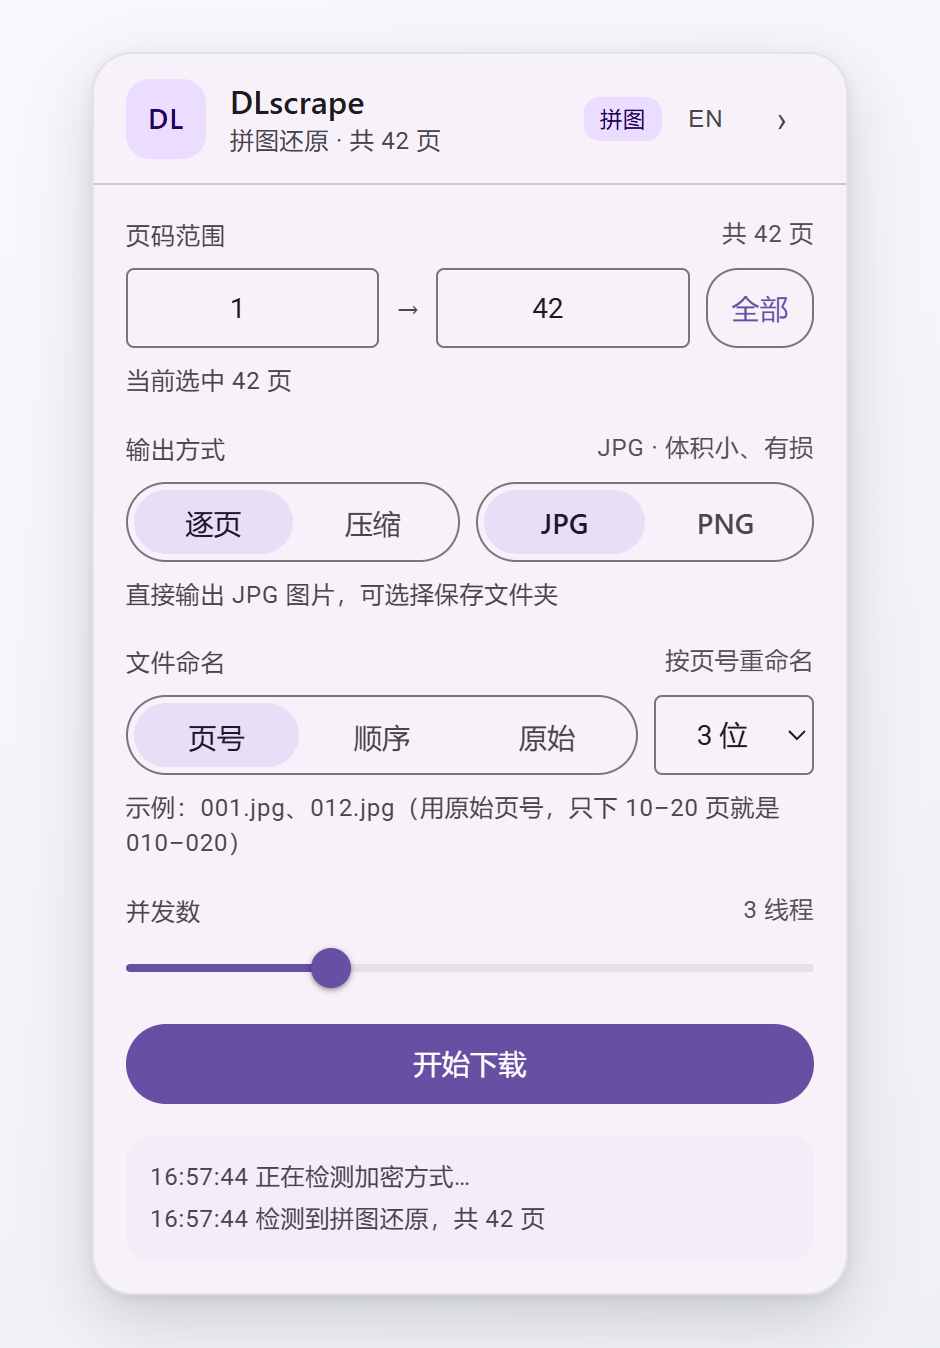 DL
DLscrape
拼图还原 · 共 42 页
拼图
EN
›
页码范围
共 42 页
1
→
42
全部
当前选中 42 页
输出方式
JPG · 体积小、有损
逐页
压缩
JPG
PNG
直接输出 JPG 图片，可选择保存文件夹
文件命名
按页号重命名
页号
顺序
原始
3 位
示例：001.jpg、012.jpg（用原始页号，只下 10–20 页就是
010–020）
并发数
3 线程
开始下载
16:57:44 正在检测加密方式…
16:57:44 检测到拼图还原，共 42 页